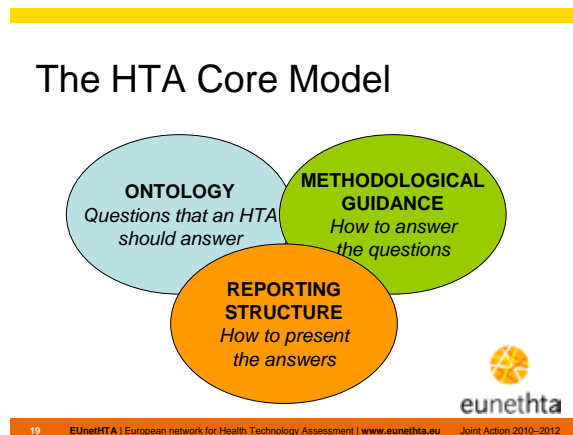 The HTA Core Model
ONTOLOGY
Questions that an HTA
should answer
METHODOLOGICAL
GUIDANCE
How to answer
the questions
REPORTING
STRUCTURE
How to present
the answers
eunethta
19 EUnetHTA | European network for Health Technology Assessment | www.eunethta.eu Joint Action 2010–2012